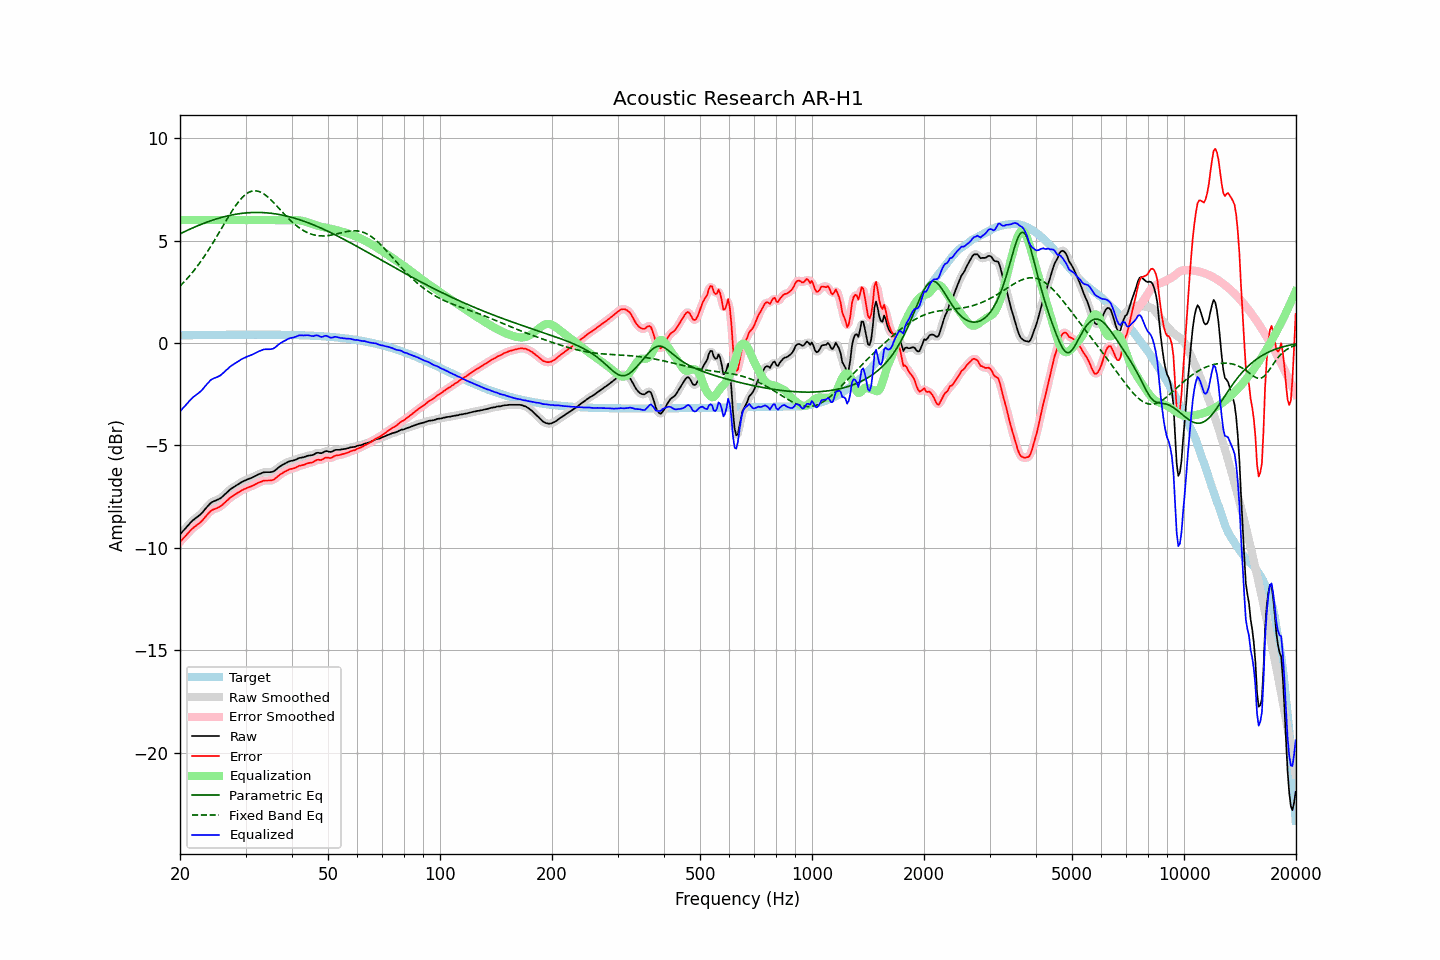 Acoustic Research AR-H1
10
5
0
−5
−10
−15
−20
Amplitude (dBr)
Target
Raw Smoothed
Error Smoothed
Raw
Error
Equalization
Parametric Eq
Fixed Band Eq
Equalized
20 50 100 200 500 1000 2000 5000 10000 20000
Frequency (Hz)